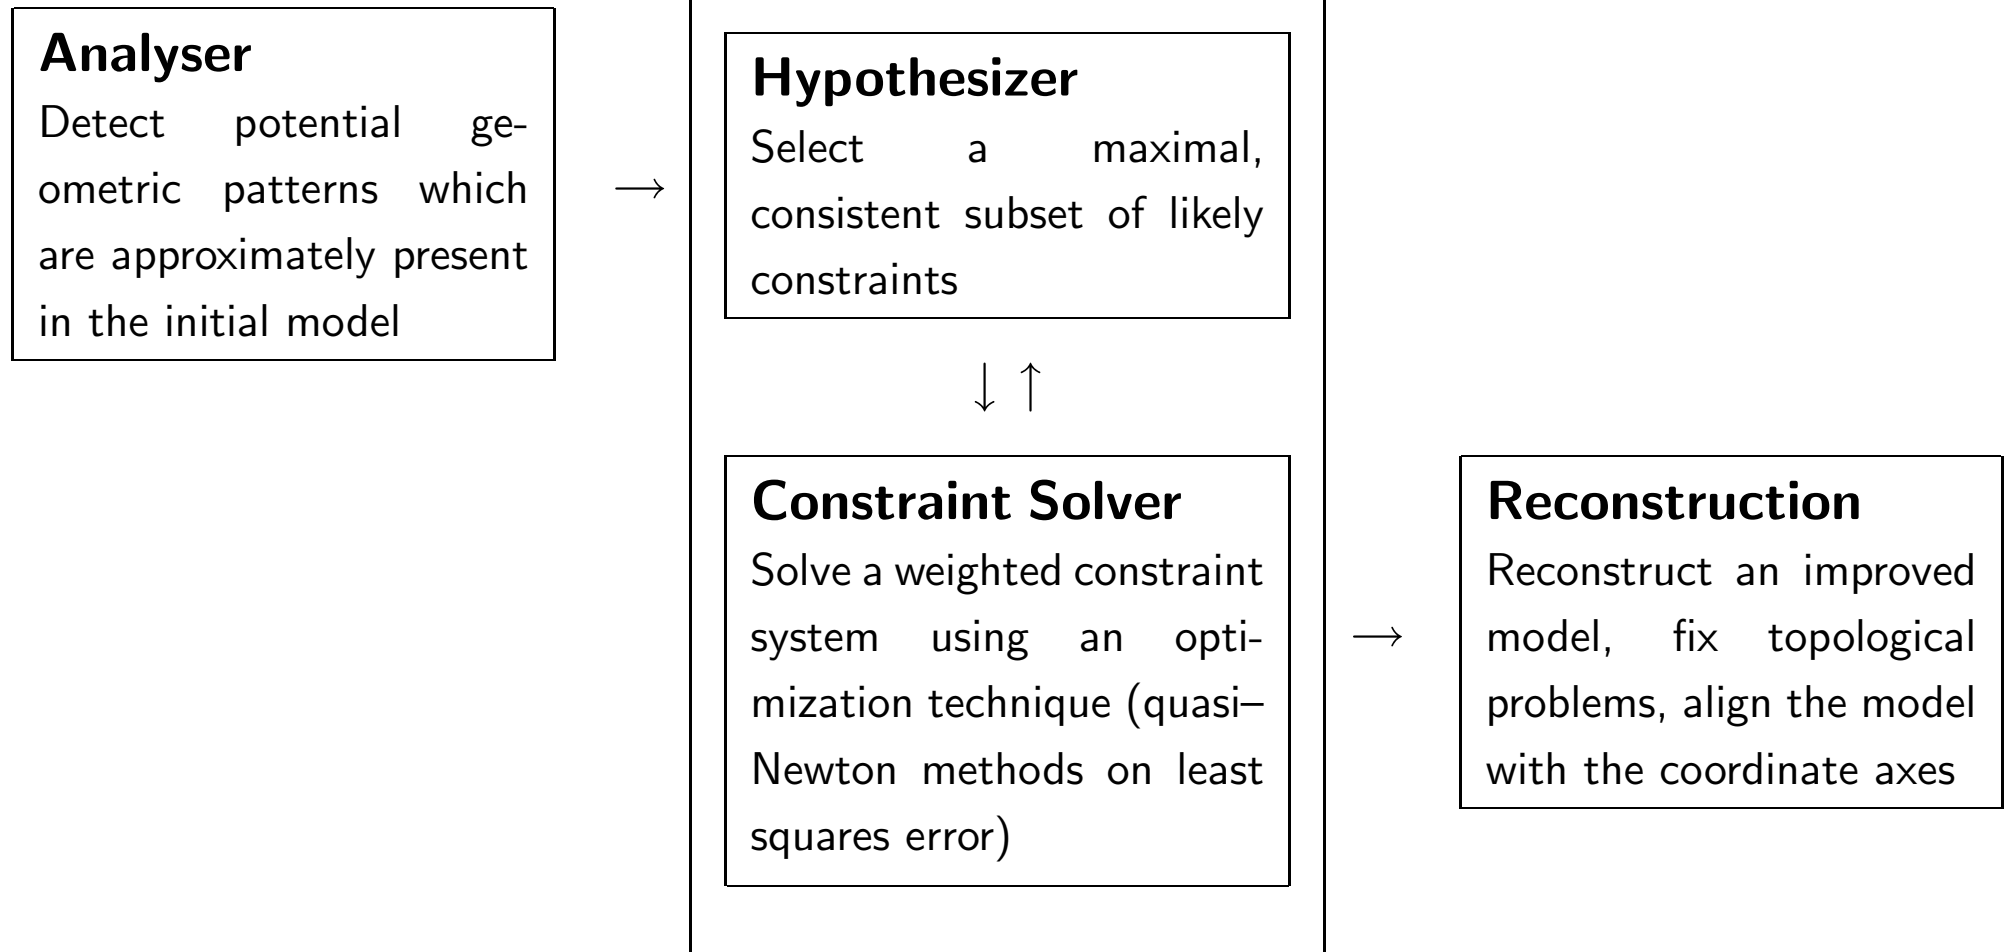 Analyser
Detect potential ge-
ometric patterns which
are approximately present
in the initial model
→
Hypothesizer
Select a maximal,
consistent subset of likely
constraints
↓ ↑
Constraint Solver
Solve a weighted constraint
system using an opti-
mization technique (quasi–
Newton methods on least
squares error)
→
Reconstruction
Reconstruct an improved
model, fix topological
problems, align the model
with the coordinate axes